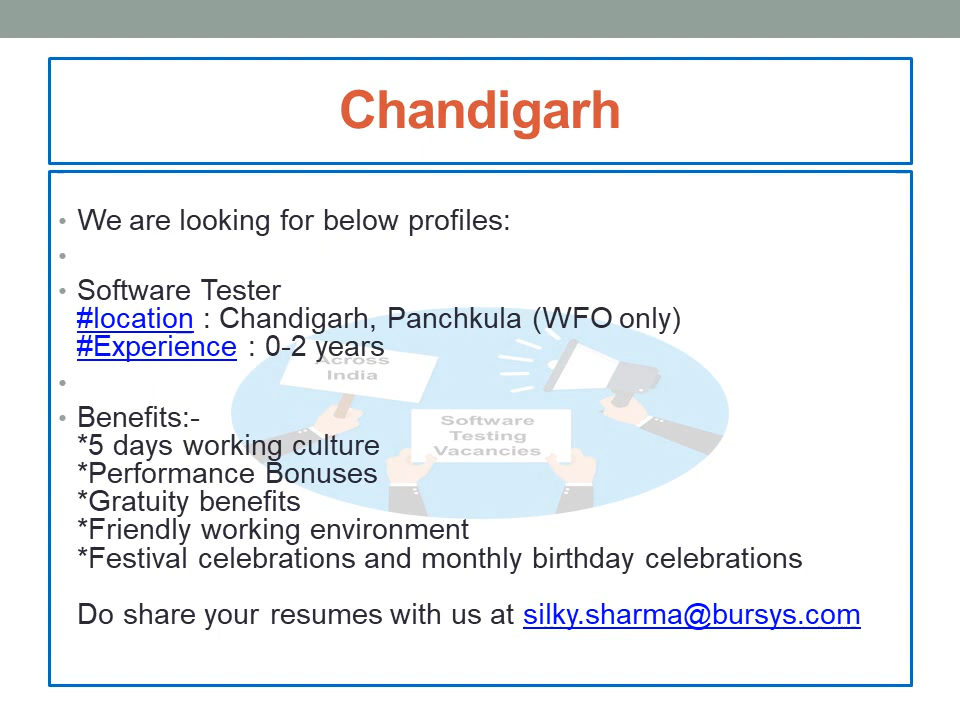 Chandigarh
• We are looking for below profiles:
•
• Software Tester
#location : Chandigarh, Panchkula (WFO only)
#Experience : 0-2 years
Across
India
•
• Benefits:-
Software
Testing
Vacancies
*5 days working culture
*Performance Bonuses
*Gratuity benefits
*Friendly working environment
*Festival celebrations and monthly birthday celebrations
Do share your resumes with us at silky.sharma@bursys.com